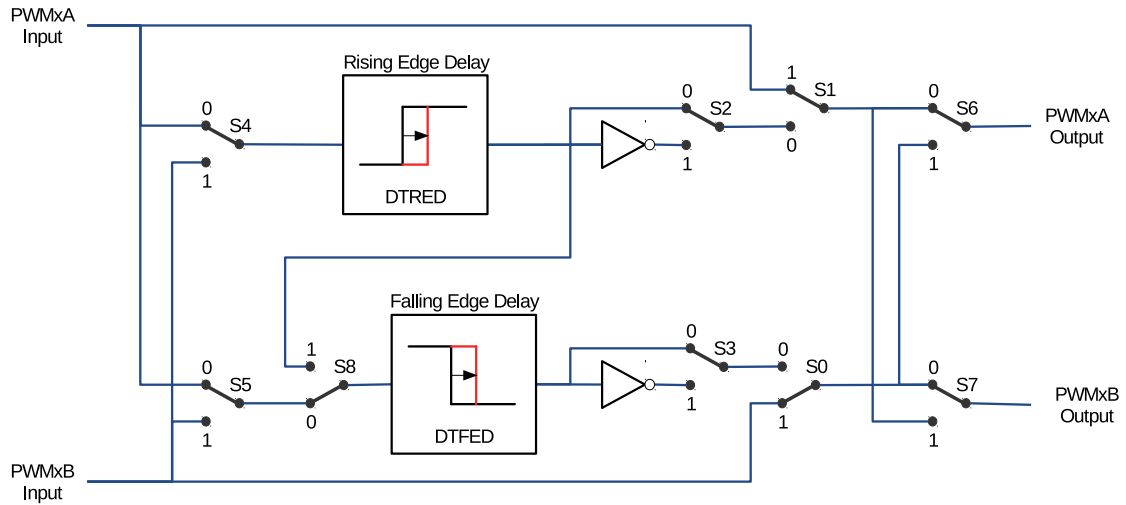 PWMxA
Input
Rising Edge Delay
DTRED
0
S4
1
0
S2
1
1
S1
0
0
S6
1
PWMxA
Output
Falling Edge Delay
DTFED
0
S5
1
1
S8
0
0
S3
1
0
S0
1
0
S7
1
PWMxB
Output
PWMxB
Input